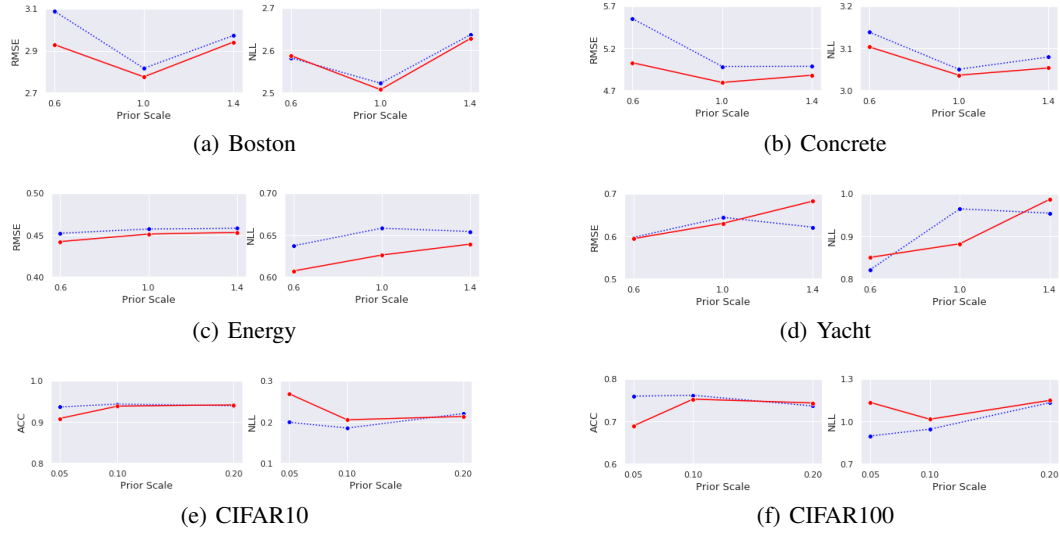 3.1
2.9
2.7
RMSE
0.6
1.0
1.4
Prior Scale
2.7
2.6
2.5
NLL
0.6
1.0
1.4
Prior Scale
(a) Boston
5.7
5.2
4.7
RMSE
0.6
1.0
1.4
Prior Scale
3.2
3.1
3.0
NLL
0.6
1.0
1.4
Prior Scale
(b) Concrete
0.50
0.45
0.40
RMSE
0.6
1.0
1.4
Prior Scale
0.70
0.65
0.60
NLL
0.6
1.0
1.4
Prior Scale
(c) Energy
0.7
0.6
0.5
RMSE
0.6
1.0
1.4
Prior Scale
1.0
0.9
0.8
NLL
0.6
1.0
1.4
Prior Scale
(d) Yacht
1.0
0.9
0.8
ACC
0.05
0.10
0.20
Prior Scale
0.3
0.2
0.1
NLL
0.05
0.10
0.20
Prior Scale
(e) CIFAR10
0.8
0.7
0.6
ACC
0.05
0.10
0.20
Prior Scale
1.3
1.0
0.7
NLL
0.05
0.10
0.20
Prior Scale
(f) CIFAR100